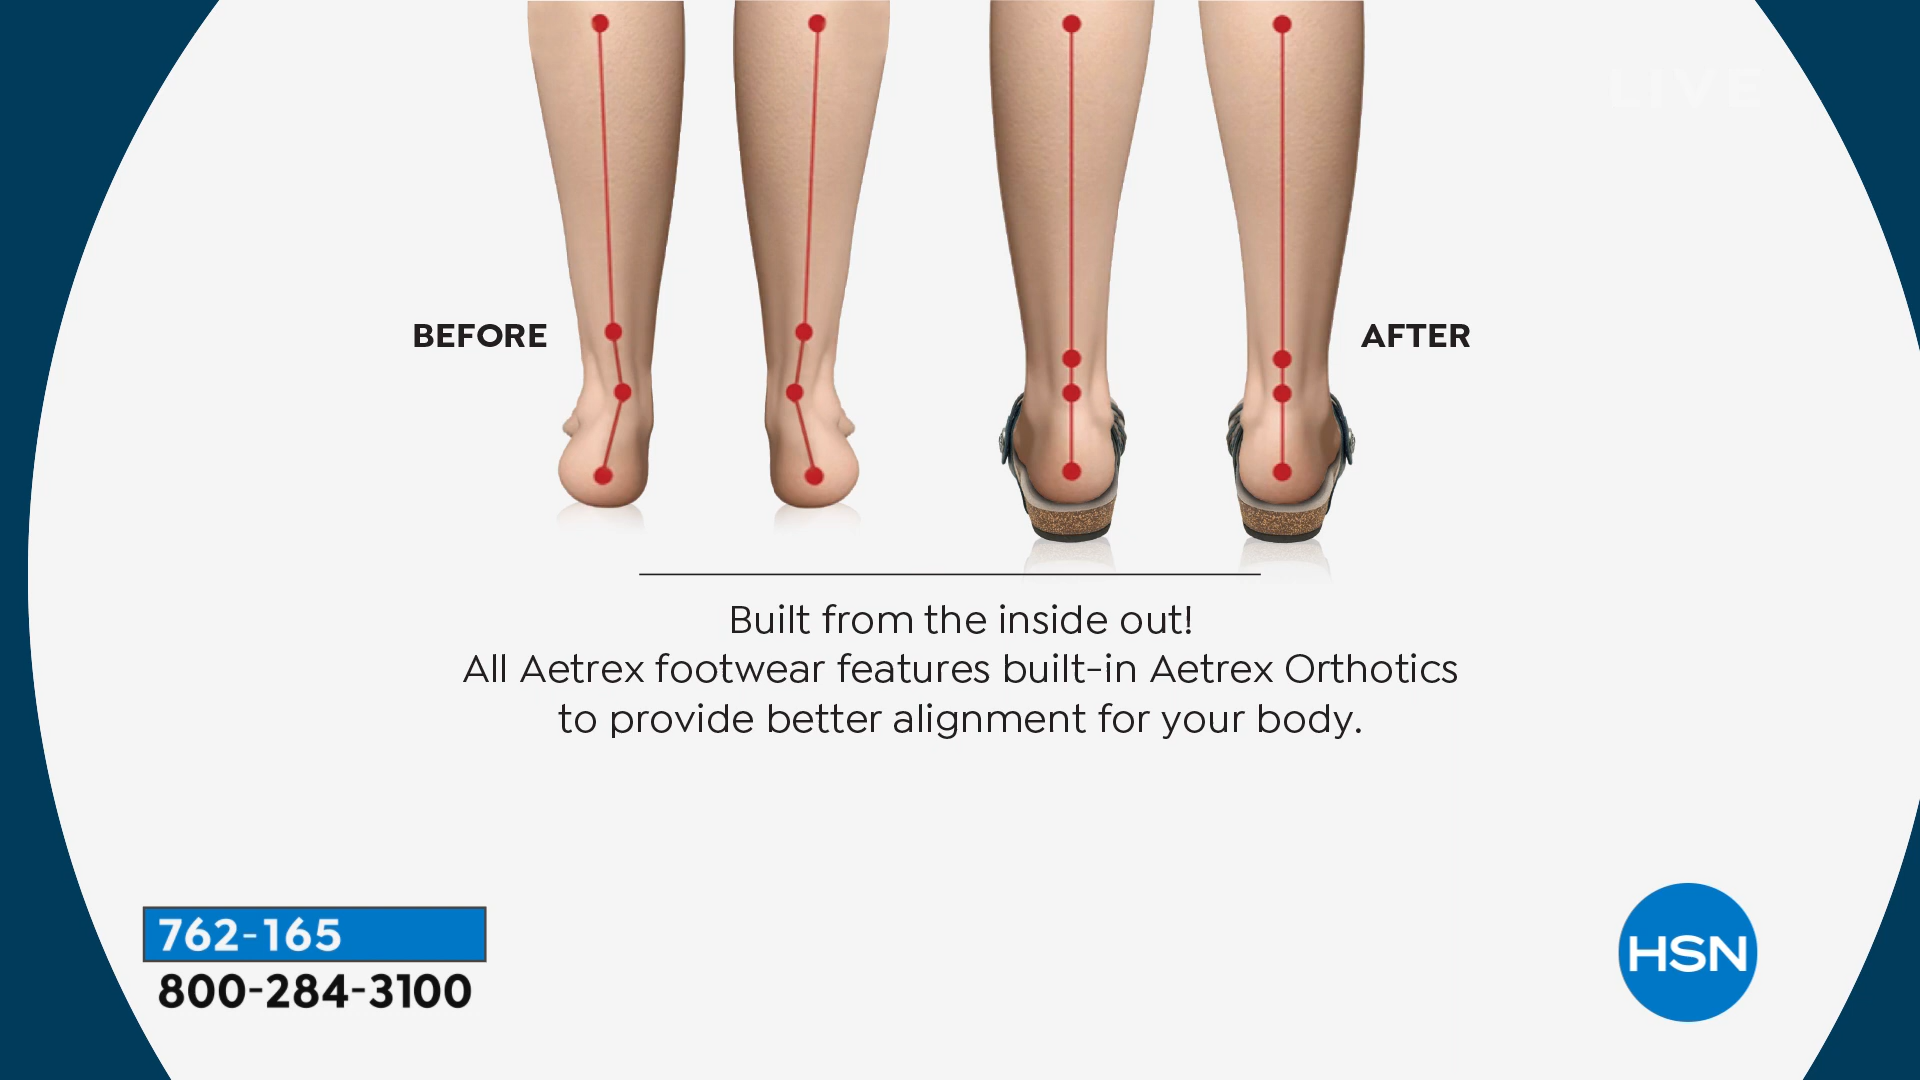 LIVE
BEFORE
AFTER
Built from the inside out!
All Aetrex footwear features built-in Aetrex Orthotics
to provide better alignment for your body.
762-165
800-284-3100
HSN